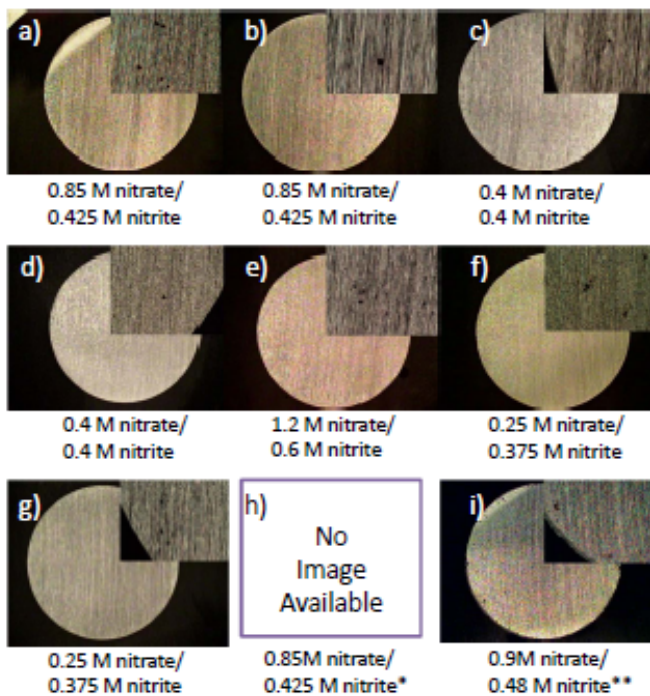 a)
b)
c)
0.85 M nitrate/
0.425 M nitrite
0.85 M nitrate/
0.425 M nitrite
0.4 M nitrate/
0.4 M nitrite
d)
e)
f)
0.4 M nitrate/
0.4 M nitrite
1.2 M nitrate/
0.6 M nitrite
0.25 M nitrate/
0.375 M nitrite
g)
h)
No
Image
Available
i)
0.25 M nitrate/
0.375 M nitrite
0.85M nitrate/
0.425 M nitrite*
0.9M nitrate/
0.48 M nitrite**